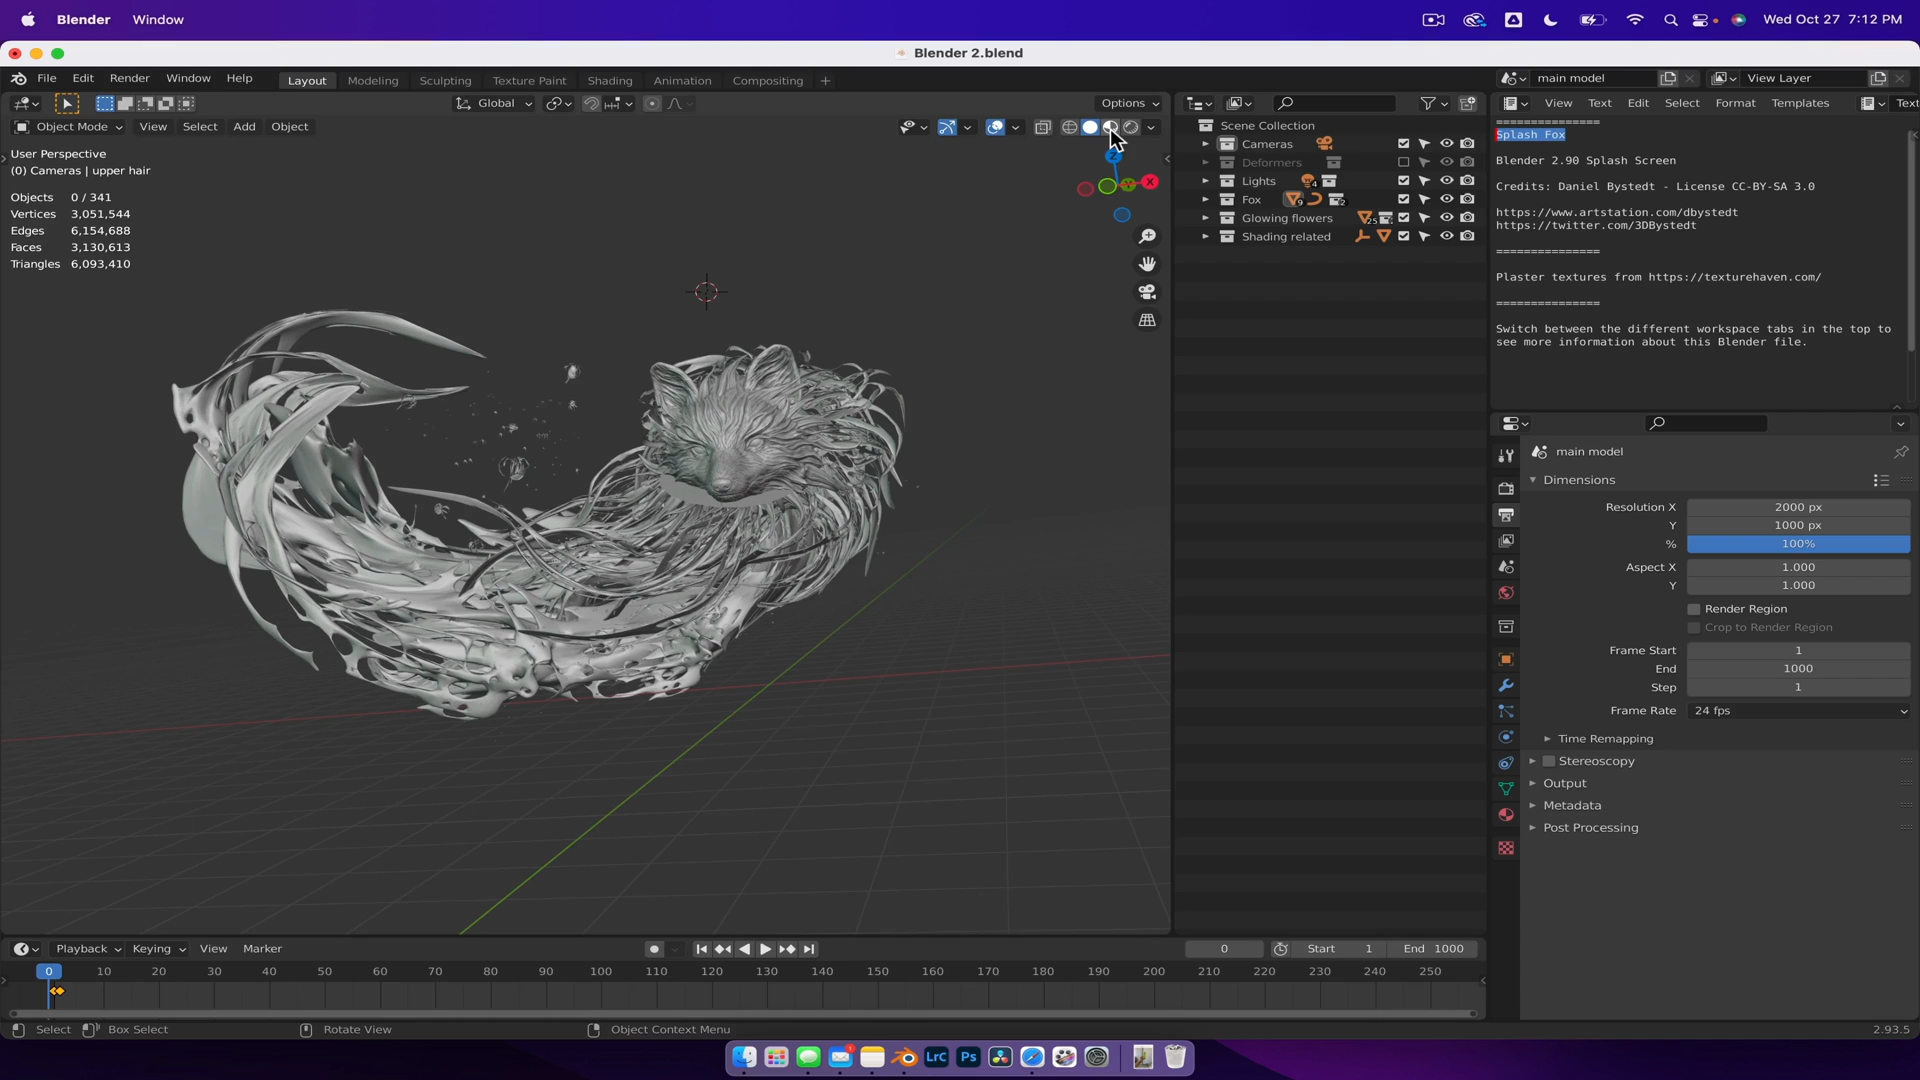 Blender Window
Wed Oct 27 7:12 PM
Blender 2.blend
File Edit Render Window Help
Layout Modeling Sculpting Texture Paint Shading Animation Compositing +
main model
View Layer
Global
Options
View Text Edit Select Format Templates
Text
Object Mode View Select Add Object
User Perspective
(0) Cameras | upper hair
Objects 0 / 341
Vertices 3,051,544
Edges 6,154,688
Faces 3,130,613
Triangles 6,093,410
Z
X
Scene Collection
Cameras
Deformers
Lights 4
Fox 9 2
Glowing flowers 25
Shading related
===============
Splash Fox
Blender 2.90 Splash Screen
Credits: Daniel Bystedt - License CC-BY-SA 3.0
https://www.artstation.com/dbystedt
https://twitter.com/3DBystedt
===============
Plaster textures from https://texturehaven.com/
===============
Switch between the different workspace tabs in the top to
see more information about this Blender file.
main model
Dimensions
Resolution X 2000 px
Y 1000 px
% 100%
Aspect X 1.000
Y 1.000
Render Region
Crop to Render Region
Frame Start 1
End 1000
Step 1
Frame Rate 24 fps
Time Remapping
Stereoscopy
Output
Metadata
Post Processing
Playback Keying View Marker
0
Start 1
End 1000
0 10 20 30 40 50 60 70 80 90 100 110 120 130 140 150 160 170 180 190 200 210 220 230 240 250
Select Box Select Rotate View Object Context Menu
2.93.5
1
LrC Ps